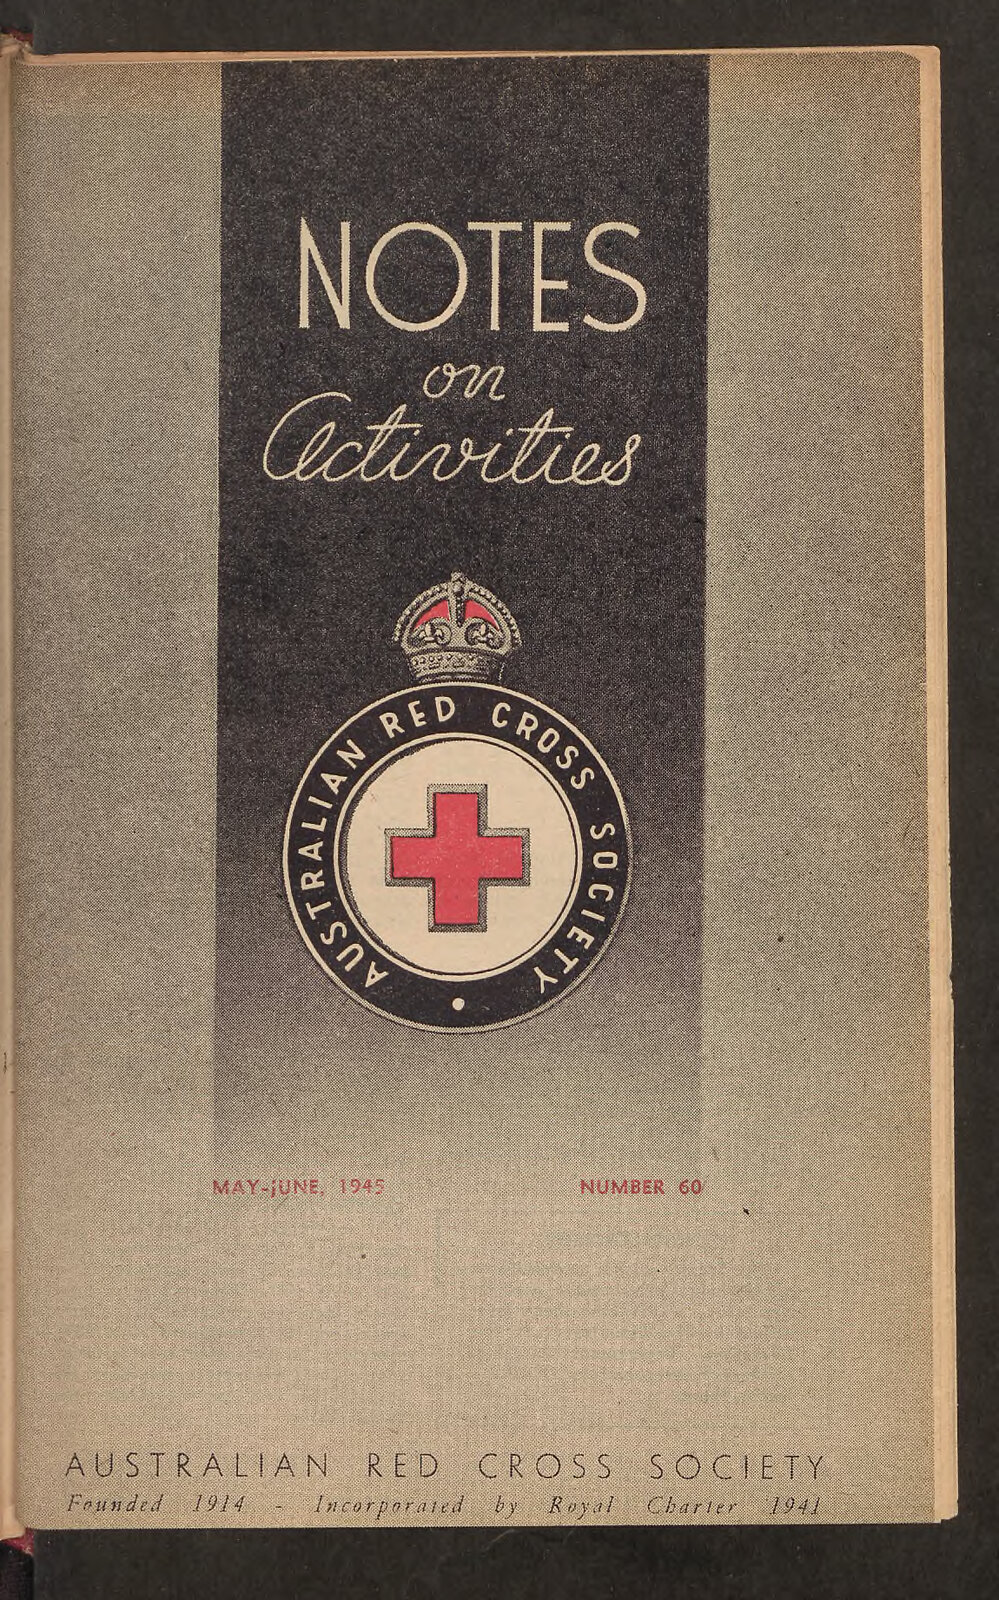 NOTES
on
Activities
AUSTRALIAN RED CROSS SOCIETY
MAY-JUNE, 1945 NUMBER 60
AUSTRALIAN RED CROSS SOCIETY
Founded 1914 - Incorporated by Royal Charter 1941